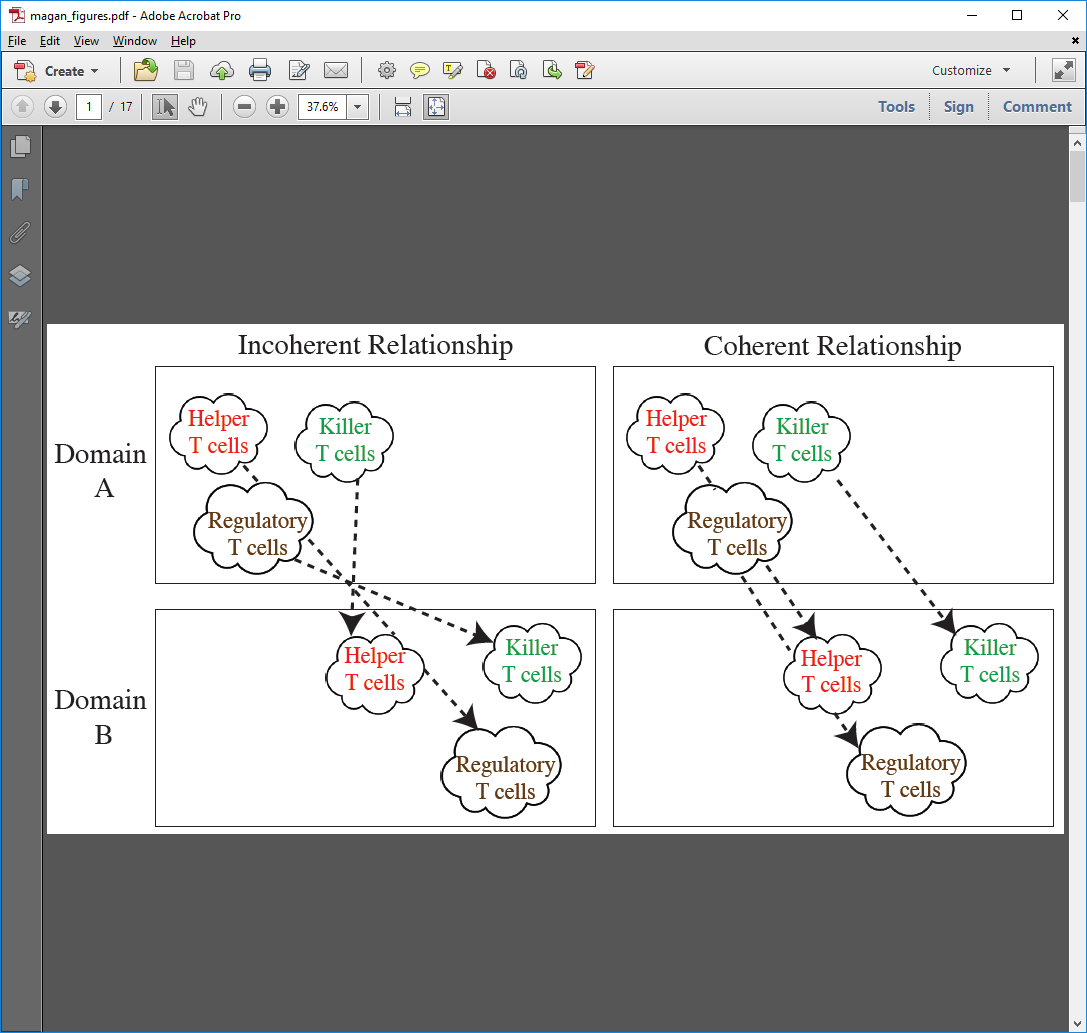 magan_figures.pdf - Adobe Acrobat Pro
File Edit View Window Help
Create
Customize
1 / 17
37.6%
Tools
Sign
Comment
Incoherent Relationship
Coherent Relationship
Domain
A
Helper
T cells
Killer
T cells
Regulatory
T cells
Helper
T cells
Killer
T cells
Regulatory
T cells
Domain
B
Helper
T cells
Killer
T cells
Regulatory
T cells
Helper
T cells
Killer
T cells
Regulatory
T cells